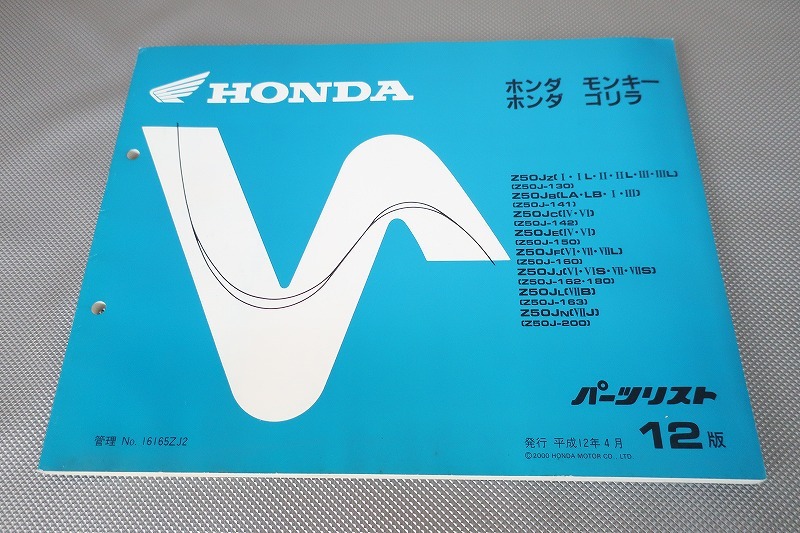 HONDA
ホンダ モンキー
ホンダ ゴリラ
Z50JZ(Ⅰ・ⅠL・Ⅱ・ⅡL・Ⅲ・ⅢL)
(Z50J-130)
Z50JB(LA・LB・Ⅰ・Ⅲ)
(Z50J-141)
Z50JC(Ⅳ・Ⅵ)
(Z50J-142)
Z50JE(Ⅳ・Ⅵ)
(Z50J-150)
Z50JF(Ⅵ・Ⅶ・ⅦL)
(Z50J-160)
Z50JJ(Ⅵ・ⅥS・Ⅶ・ⅦS)
(Z50J-162・180)
Z50JL(ⅦB)
(Z50J-163)
Z50JN(ⅦJ)
(Z50J-200)
パーツリスト
管理 No. 16165ZJ2
発行 平成12年4月 12版
©2000 HONDA MOTOR CO., LTD.